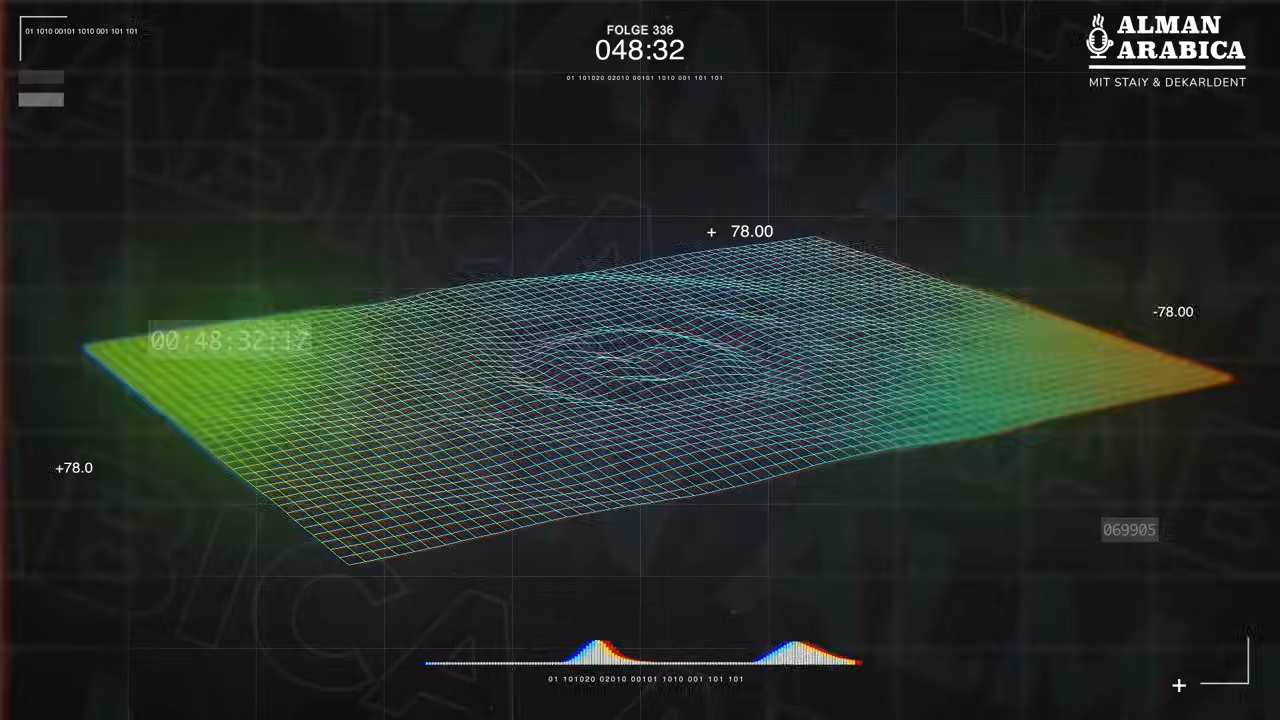 01 1010 00101 1010 001 101 101
FOLGE 336
048:32
01 101020 02010 00101 1010 001 101 101
ALMAN
ARABICA
MIT STAIY & DEKARLDENT
+ 78.00
-78.00
00:48:32:17
+78.0
069905
01 101020 02010 00101 1010 001 101 101
+